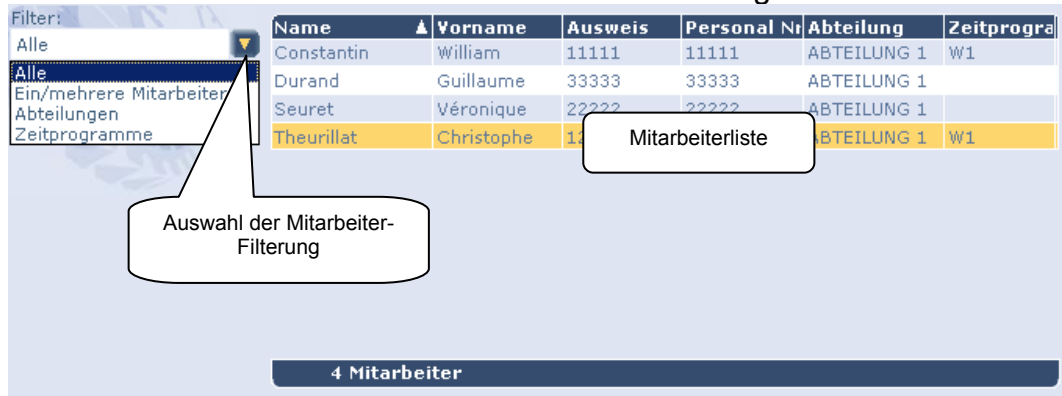 Filter:
Alle
Alle
Ein/mehrere Mitarbeiter
Abteilungen
Zeitprogramme
Name Vorname Ausweis Personal Nr Abteilung Zeitprogra
Constantin William 11111 11111 ABTEILUNG 1 W1
Durand Guillaume 33333 33333 ABTEILUNG 1
Seuret Véronique 22222 22222 ABTEILUNG 1
Theurillat Christophe ABTEILUNG 1 W1
Mitarbeiterliste
Auswahl der Mitarbeiter-
Filterung
4 Mitarbeiter